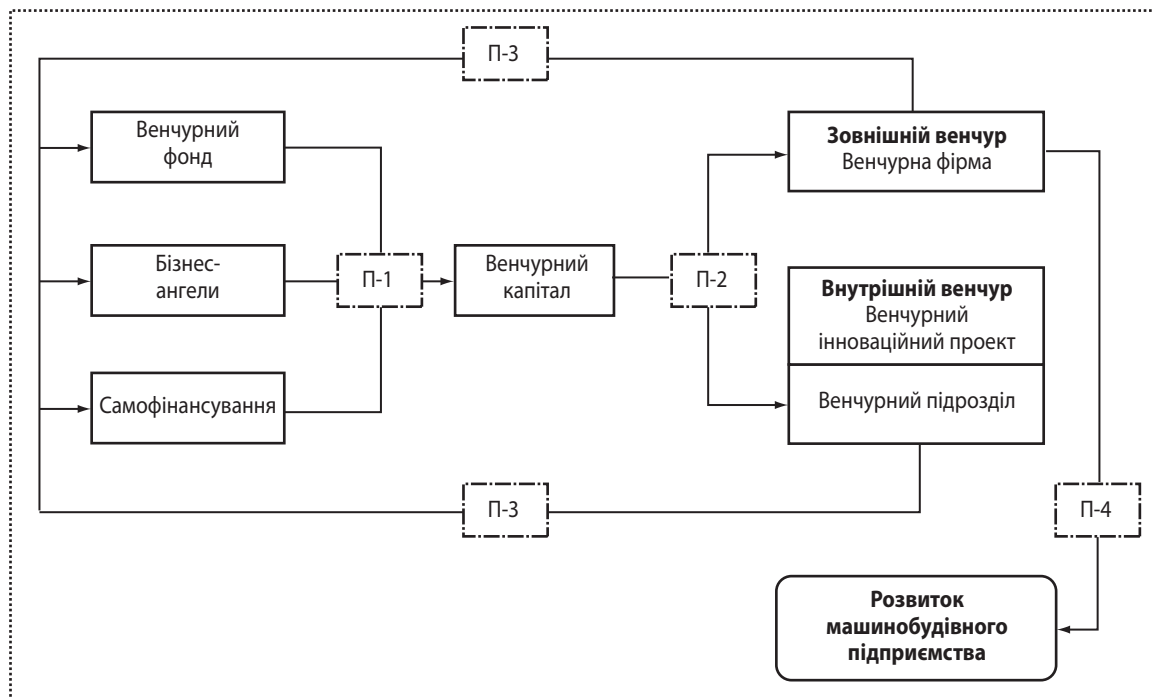 П-3
Венчурний
фонд
Зовнішній венчур
Венчурна фірма
Бізнес-
ангели
П-1
Венчурний
капітал
П-2
Внутрішній венчур
Венчурний
інноваційний проект
Самофінансування
Венчурний підрозділ
П-3
П-4
Розвиток
машинобудівного
підприємства